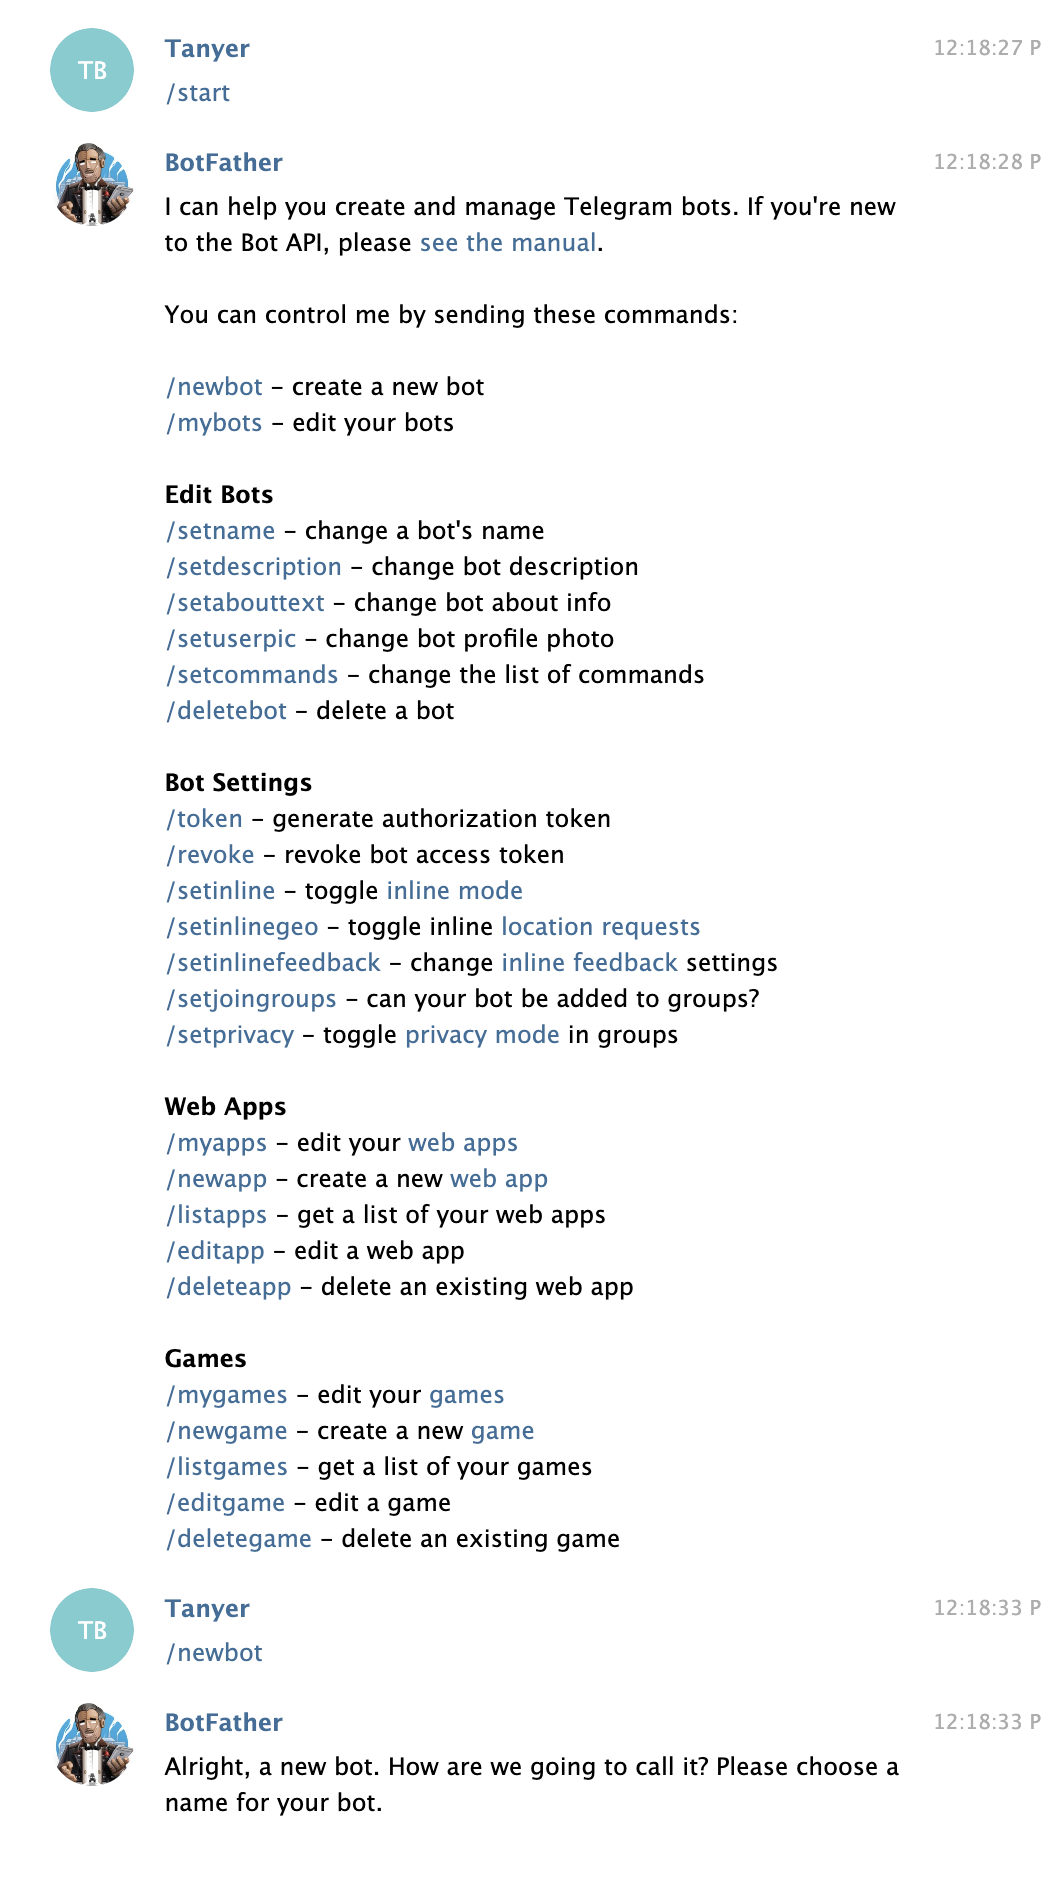 TB
Tanyer
12:18:27 P
/start
BotFather
12:18:28 P
I can help you create and manage Telegram bots. If you're new
to the Bot API, please see the manual.
You can control me by sending these commands:
/newbot – create a new bot
/mybots – edit your bots
Edit Bots
/setname – change a bot's name
/setdescription – change bot description
/setabouttext – change bot about info
/setuserpic – change bot profile photo
/setcommands – change the list of commands
/deletebot – delete a bot
Bot Settings
/token – generate authorization token
/revoke – revoke bot access token
/setinline – toggle inline mode
/setinlinegeo – toggle inline location requests
/setinlinefeedback – change inline feedback settings
/setjoingroups – can your bot be added to groups?
/setprivacy – toggle privacy mode in groups
Web Apps
/myapps – edit your web apps
/newapp – create a new web app
/listapps – get a list of your web apps
/editapp – edit a web app
/deleteapp – delete an existing web app
Games
/mygames – edit your games
/newgame – create a new game
/listgames – get a list of your games
/editgame – edit a game
/deletegame – delete an existing game
TB
Tanyer
12:18:33 P
/newbot
BotFather
12:18:33 P
Alright, a new bot. How are we going to call it? Please choose a
name for your bot.